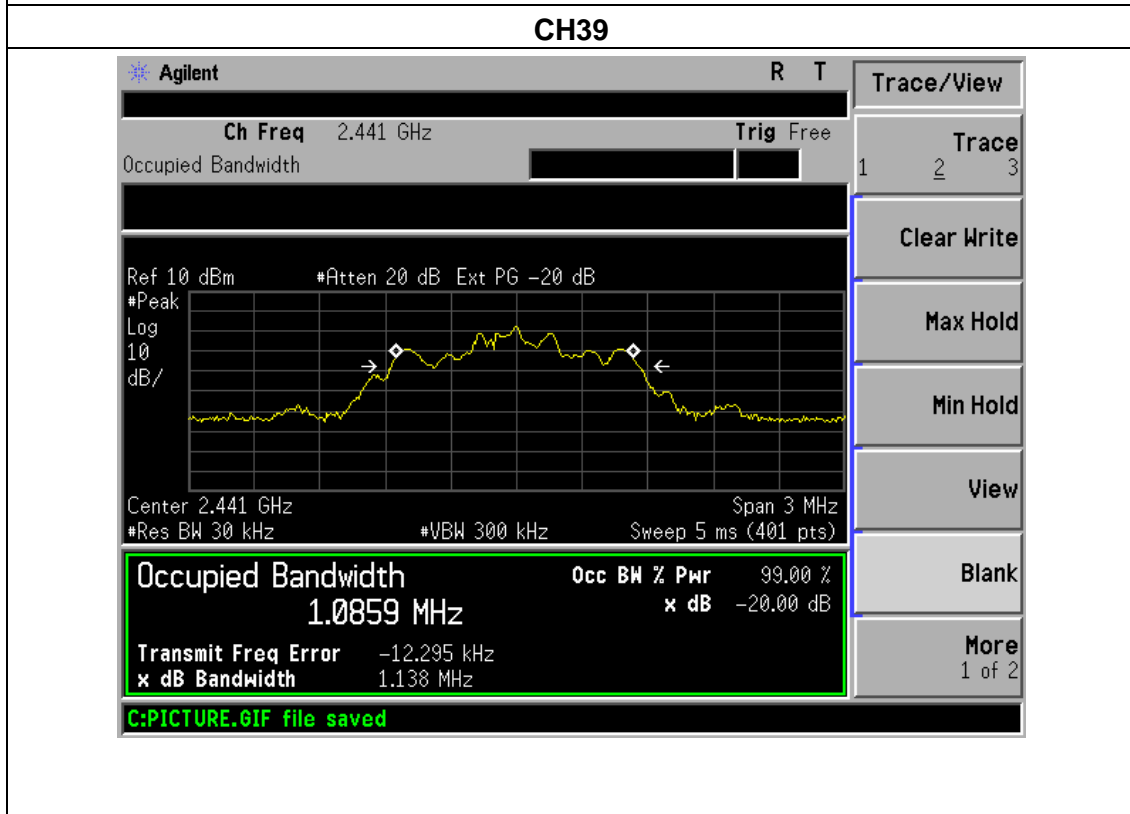 CH39
Agilent R T
Ch Freq 2.441 GHz Trig Free
Occupied Bandwidth
Ref 10 dBm #Atten 20 dB Ext PG -20 dB
#Peak
Log
10
dB/
Center 2.441 GHz Span 3 MHz
#Res BW 30 kHz #VBW 300 kHz Sweep 5 ms (401 pts)
Occupied Bandwidth Occ BW % Pwr 99.00 %
1.0859 MHz x dB -20.00 dB
Transmit Freq Error -12.295 kHz
x dB Bandwidth 1.138 MHz
C:PICTURE.GIF file saved
Trace/View
Trace
1 2 3
Clear Write
Max Hold
Min Hold
View
Blank
More
1 of 2